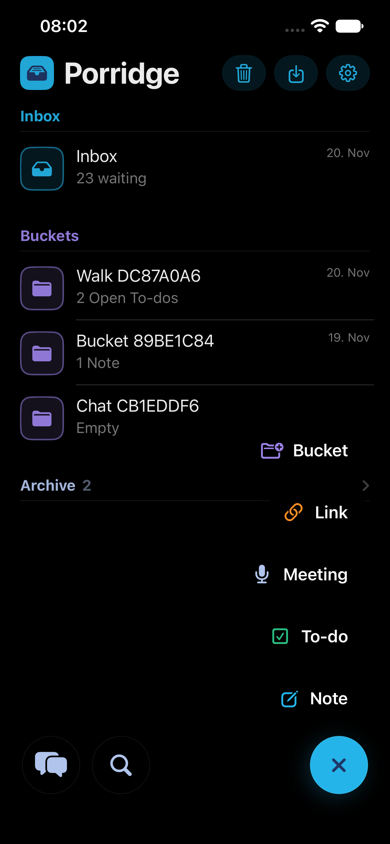 08:02
Porridge
Inbox
Inbox
20. Nov
23 waiting
Buckets
Walk DC87A0A6
20. Nov
2 Open To-dos
Bucket 89BE1C84
19. Nov
1 Note
Chat CB1EDDF6
Empty
Bucket
Archive 2
Link
Meeting
To-do
Note